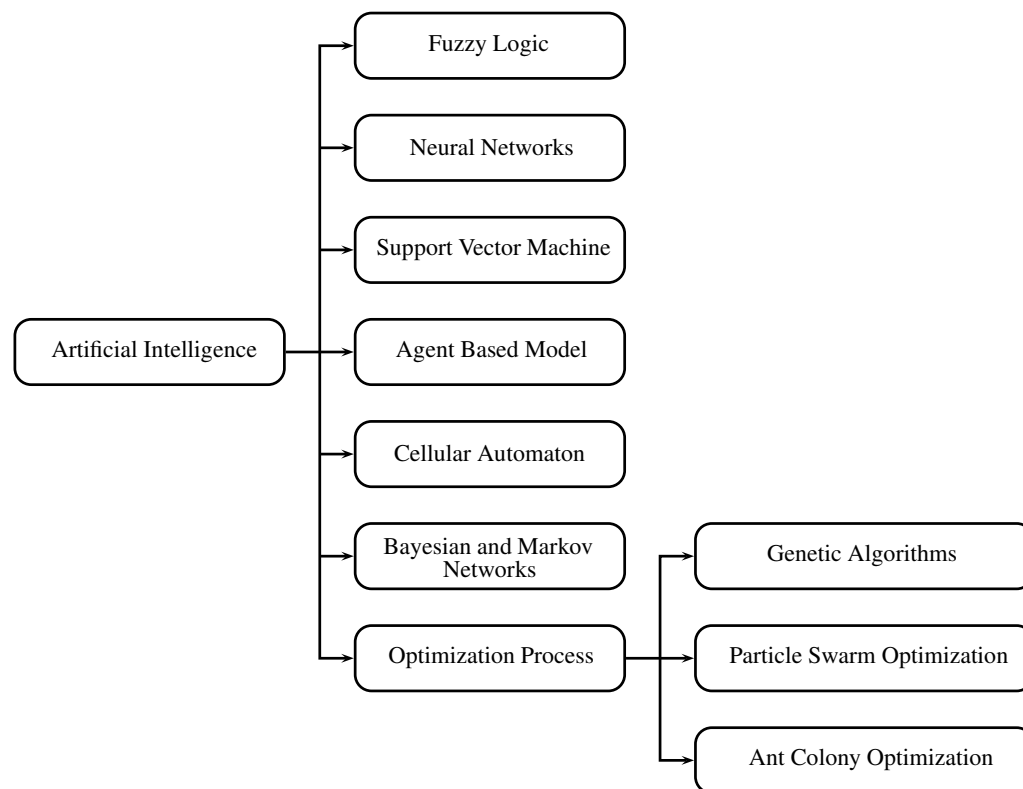 Fuzzy Logic
Neural Networks
Support Vector Machine
Artificial Intelligence
Agent Based Model
Cellular Automaton
Bayesian and Markov
Networks
Genetic Algorithms
Optimization Process
Particle Swarm Optimization
Ant Colony Optimization